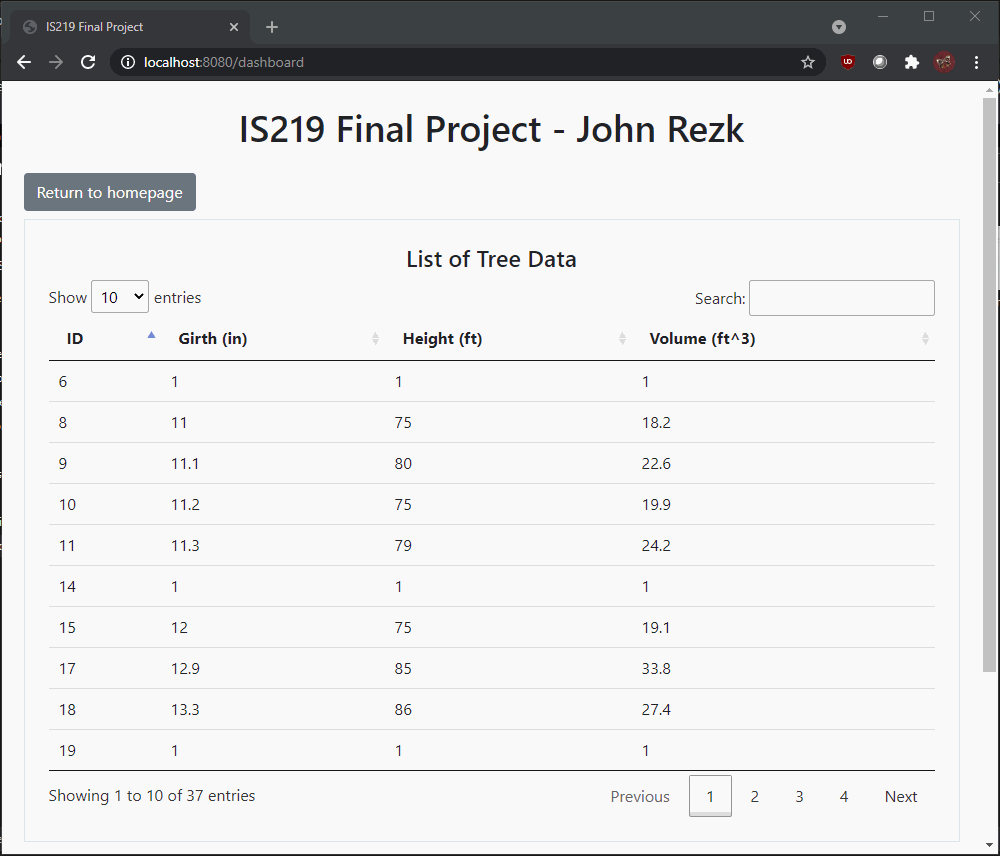 IS219 Final Project
localhost:8080/dashboard
IS219 Final Project - John Rezk
Return to homepage
List of Tree Data
Show 10 entries Search:
ID Girth (in) Height (ft) Volume (ft^3)
6 1 1 1
8 11 75 18.2
9 11.1 80 22.6
10 11.2 75 19.9
11 11.3 79 24.2
14 1 1 1
15 12 75 19.1
17 12.9 85 33.8
18 13.3 86 27.4
19 1 1 1
Showing 1 to 10 of 37 entries Previous 1 2 3 4 Next